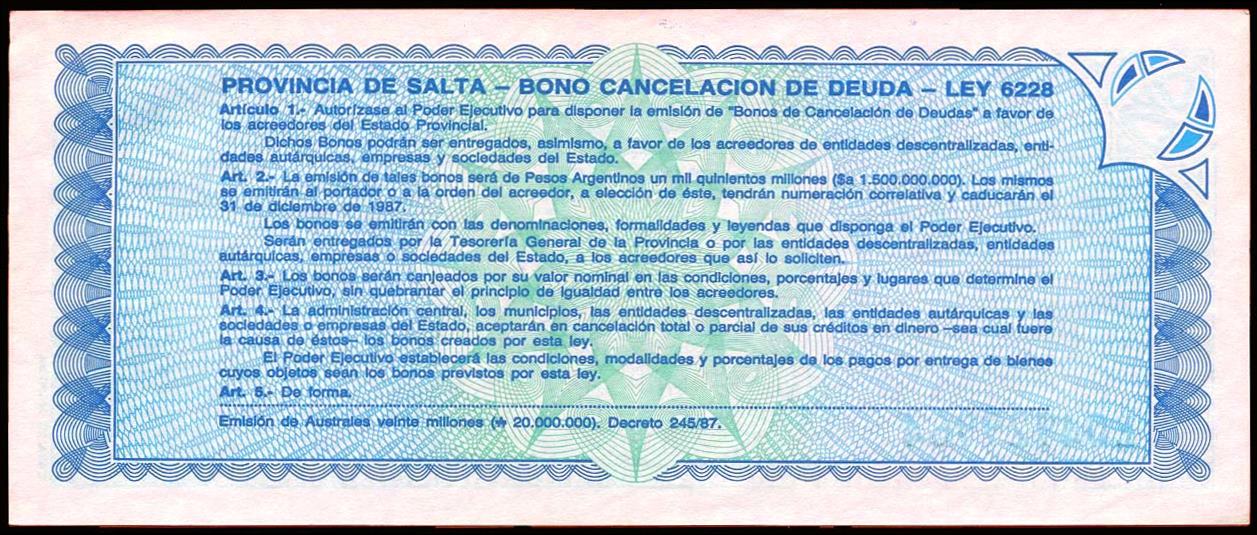 PROVINCIA DE SALTA – BONO CANCELACION DE DEUDA – LEY 6228
Artículo 1.- Autorízase al Poder Ejecutivo para disponer la emisión de "Bonos de Cancelación de Deudas" a favor de
los acreedores del Estado Provincial.
Dichos Bonos podrán ser entregados, asimismo, a favor de los acreedores de entidades descentralizadas, enti-
dades autárquicas, empresas y sociedades del Estado.
Art. 2.- La emisión de tales bonos será de Pesos Argentinos un mil quinientos millones ($a 1.500.000.000). Los mismos
se emitirán al portador o a la orden del acreedor, a elección de éste, tendrán numeración correlativa y caducarán el
31 de diciembre de 1987.
Los bonos se emitirán con las denominaciones, formalidades y leyendas que disponga el Poder Ejecutivo.
Serán entregados por la Tesorería General de la Provincia o por las entidades descentralizadas, entidades
autárquicas, empresas o sociedades del Estado, a los acreedores que así lo soliciten.
Art. 3.- Los bonos serán canjeados por su valor nominal en las condiciones, porcentajes y lugares que determine el
Poder Ejecutivo, sin quebrantar el principio de igualdad entre los acreedores.
Art. 4.- La administración central, los municipios, las entidades descentralizadas, las entidades autárquicas y las
sociedades o empresas del Estado, aceptarán en cancelación total o parcial de sus créditos en dinero –sea cual fuere
la causa de éstos– los bonos creados por esta ley.
El Poder Ejecutivo establecerá las condiciones, modalidades y porcentajes de los pagos por entrega de bienes
cuyos objetos sean los bonos previstos por esta ley.
Art. 5.- De forma.
Emisión de Australes veinte millones (₳ 20.000.000). Decreto 245/87.